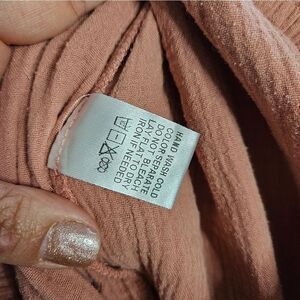 HAND WASH COLD
COLOR SEPARATE
DO NOT BLEACH
LAY FLAT TO DRY
IRON IF NEEDED